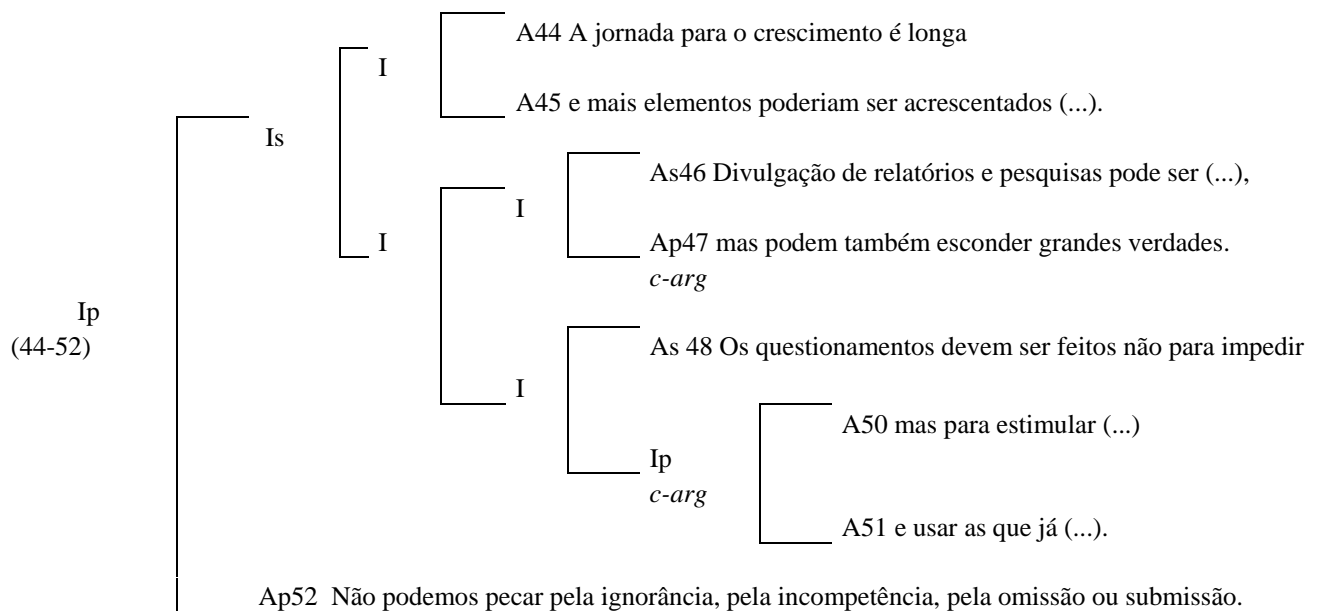 A44 A jornada para o crescimento é longa
I
A45 e mais elementos poderiam ser acrescentados (...).
Is
As46 Divulgação de relatórios e pesquisas pode ser (...),
I
I
Ap47 mas podem também esconder grandes verdades.
c-arg
Ip
(44-52)
As 48 Os questionamentos devem ser feitos não para impedir
I
A50 mas para estimular (...)
Ip
c-arg
A51 e usar as que já (...).
Ap52 Não podemos pecar pela ignorância, pela incompetência, pela omissão ou submissão.